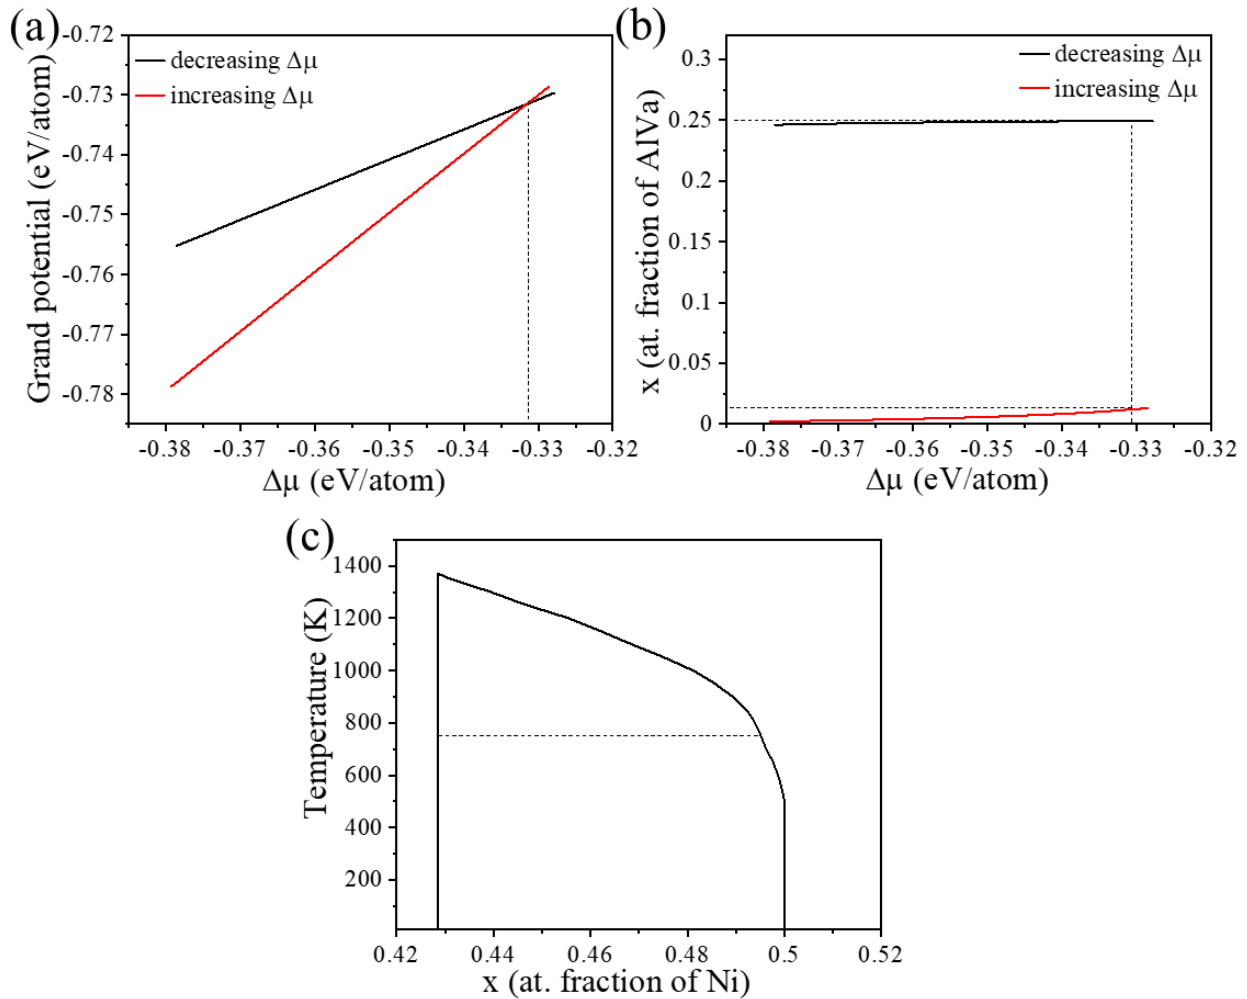 (a)
Grand potential (eV/atom)
-0.72
-0.73
-0.74
-0.75
-0.76
-0.77
-0.78
decreasing Δμ
increasing Δμ
-0.38 -0.37 -0.36 -0.35 -0.34 -0.33 -0.32
Δμ (eV/atom)
(b)
x (at. fraction of AlVa)
0.3
0.25
0.2
0.15
0.1
0.05
0
decreasing Δμ
increasing Δμ
-0.38 -0.37 -0.36 -0.35 -0.34 -0.33 -0.32
Δμ (eV/atom)
(c)
Temperature (K)
1400
1200
1000
800
600
400
200
0.42 0.44 0.46 0.48 0.5 0.52
x (at. fraction of Ni)